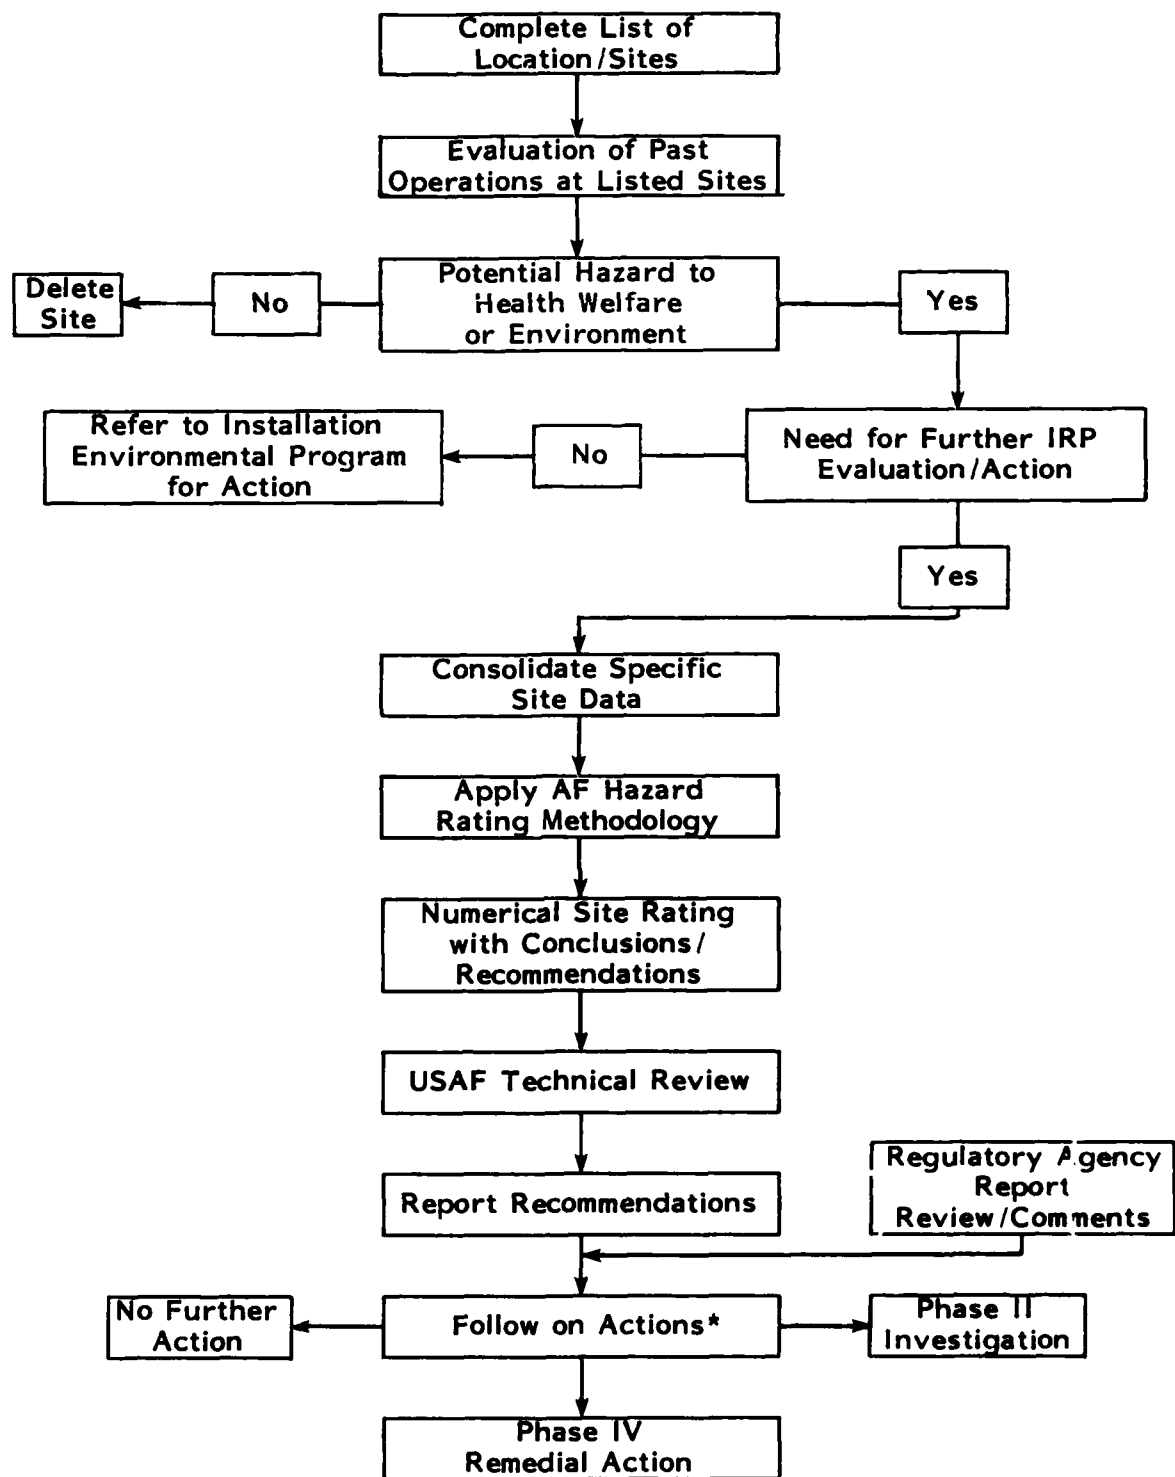 Complete List of
Location/Sites
Evaluation of Past
Operations at Listed Sites
Potential Hazard to
Health Welfare
or Environment
No
Delete
Site
Yes
Need for Further IRP
Evaluation/Action
No
Refer to Installation
Environmental Program
for Action
Yes
Consolidate Specific
Site Data
Apply AF Hazard
Rating Methodology
Numerical Site Rating
with Conclusions/
Recommendations
USAF Technical Review
Report Recommendations
Regulatory Agency
Report
Review/Comments
Follow on Actions*
No Further
Action
Phase II
Investigation
Phase IV
Remedial Action